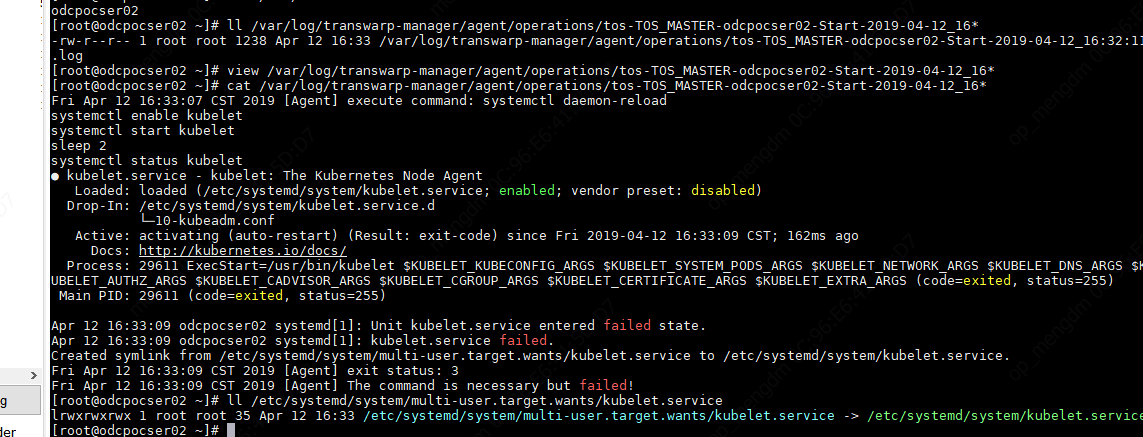 odcpocser02
[root@odcpocser02 ~]# ll /var/log/transwarp-manager/agent/operations/tos-TOS_MASTER-odcpocser02-Start-2019-04-12_16*
-rw-r--r-- 1 root root 1238 Apr 12 16:33 /var/log/transwarp-manager/agent/operations/tos-TOS_MASTER-odcpocser02-Start-2019-04-12_16:32:11
.log
[root@odcpocser02 ~]# view /var/log/transwarp-manager/agent/operations/tos-TOS_MASTER-odcpocser02-Start-2019-04-12_16*
[root@odcpocser02 ~]# cat /var/log/transwarp-manager/agent/operations/tos-TOS_MASTER-odcpocser02-Start-2019-04-12_16*
Fri Apr 12 16:33:07 CST 2019 [Agent] execute command: systemctl daemon-reload
systemctl enable kubelet
systemctl start kubelet
sleep 2
systemctl status kubelet
● kubelet.service - kubelet: The Kubernetes Node Agent
   Loaded: loaded (/etc/systemd/system/kubelet.service; enabled; vendor preset: disabled)
  Drop-In: /etc/systemd/system/kubelet.service.d
           └─10-kubeadm.conf
   Active: activating (auto-restart) (Result: exit-code) since Fri 2019-04-12 16:33:09 CST; 162ms ago
     Docs: http://kubernetes.io/docs/
  Process: 29611 ExecStart=/usr/bin/kubelet $KUBELET_KUBECONFIG_ARGS $KUBELET_SYSTEM_PODS_ARGS $KUBELET_NETWORK_ARGS $KUBELET_DNS_ARGS $K
UBELET_AUTHZ_ARGS $KUBELET_CADVISOR_ARGS $KUBELET_CGROUP_ARGS $KUBELET_CERTIFICATE_ARGS $KUBELET_EXTRA_ARGS (code=exited, status=255)
 Main PID: 29611 (code=exited, status=255)
Apr 12 16:33:09 odcpocser02 systemd[1]: Unit kubelet.service entered failed state.
Apr 12 16:33:09 odcpocser02 systemd[1]: kubelet.service failed.
Created symlink from /etc/systemd/system/multi-user.target.wants/kubelet.service to /etc/systemd/system/kubelet.service.
Fri Apr 12 16:33:09 CST 2019 [Agent] exit status: 3
Fri Apr 12 16:33:09 CST 2019 [Agent] The command is necessary but failed!
[root@odcpocser02 ~]# ll /etc/systemd/system/multi-user.target.wants/kubelet.service
lrwxrwxrwx 1 root root 35 Apr 12 16:33 /etc/systemd/system/multi-user.target.wants/kubelet.service -> /etc/systemd/system/kubelet.service
[root@odcpocser02 ~]#